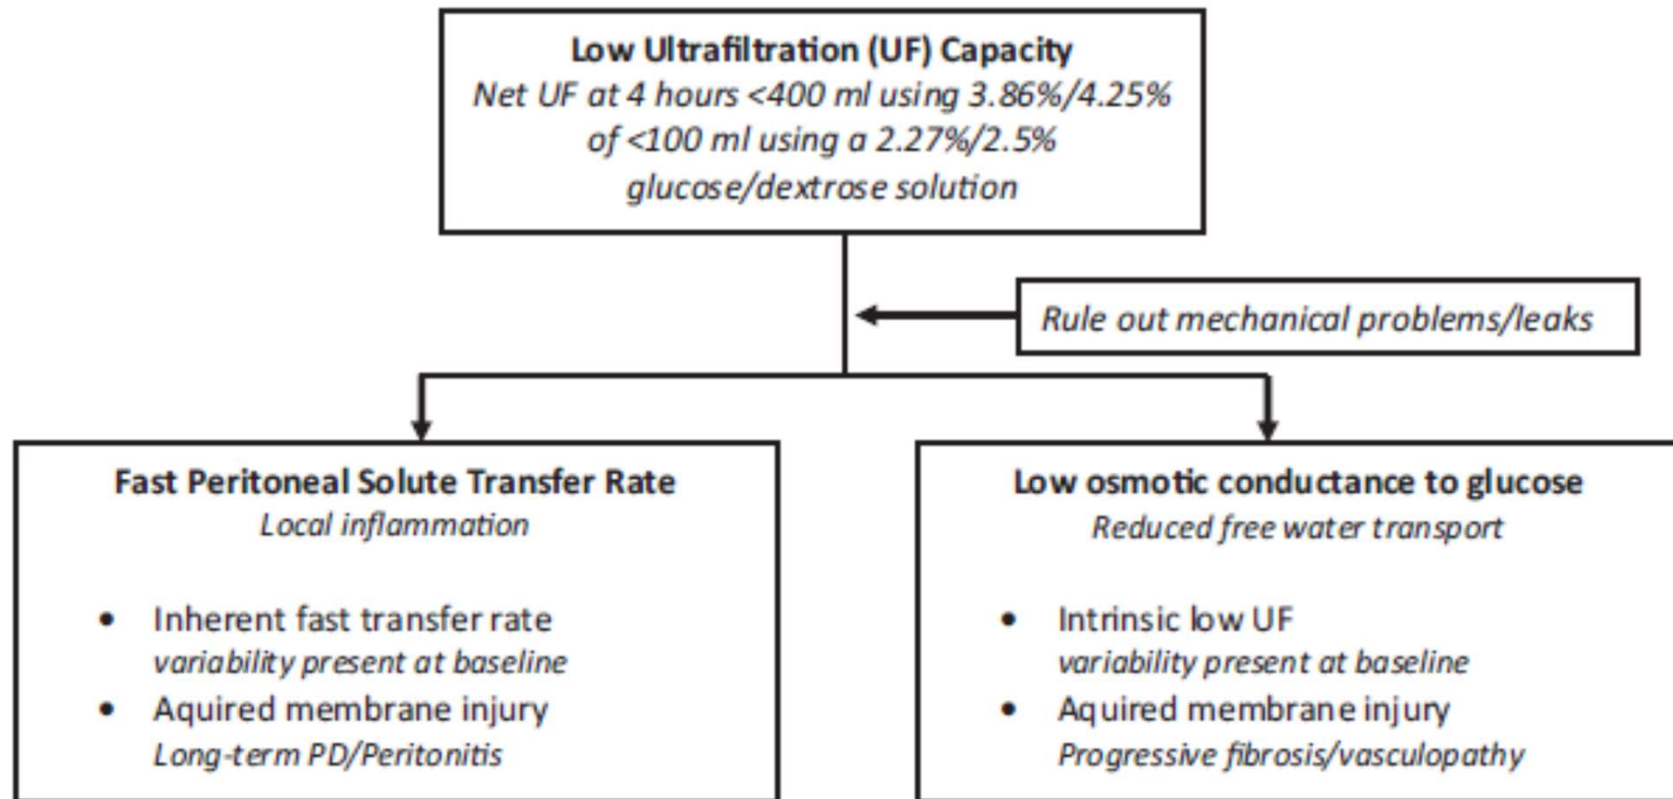 Low Ultrafiltration (UF) Capacity
Net UF at 4 hours <400 ml using 3.86%/4.25%
of <100 ml using a 2.27%/2.5%
glucose/dextrose solution
Rule out mechanical problems/leaks
Fast Peritoneal Solute Transfer Rate
Local inflammation
• Inherent fast transfer rate
variability present at baseline
• Aquired membrane injury
Long-term PD/Peritonitis
Low osmotic conductance to glucose
Reduced free water transport
• Intrinsic low UF
variability present at baseline
• Aquired membrane injury
Progressive fibrosis/vasculopathy